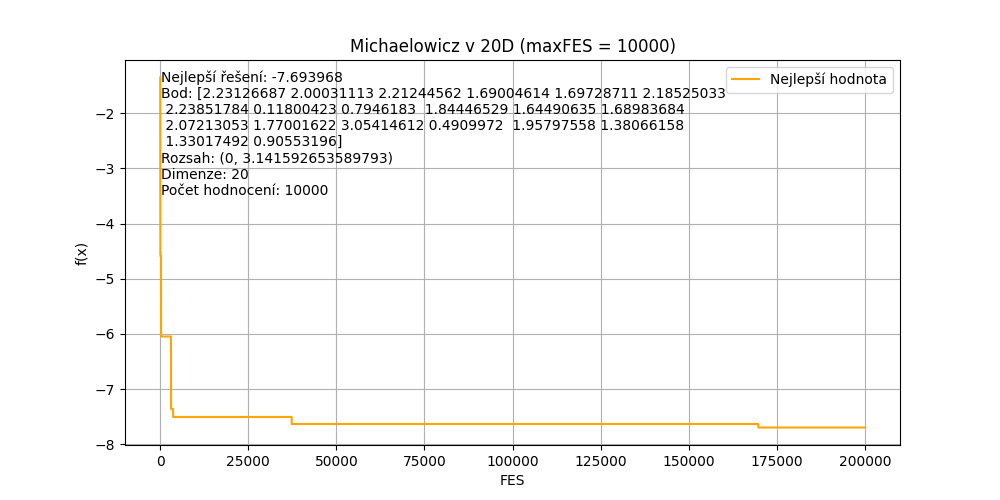 Michaelowicz v 20D (maxFES = 10000)
Nejlepší řešení: -7.693968
Bod: [2.23126687 2.00031113 2.21244562 1.69004614 1.69728711 2.18525033
2.23851784 0.11800423 0.7946183 1.84446529 1.64490635 1.68983684
2.07213053 1.77001622 3.05414612 0.4909972 1.95797558 1.38066158
1.33017492 0.90553196]
Rozsah: (0, 3.141592653589793)
Dimenze: 20
Počet hodnocení: 10000
Nejlepší hodnota
−2
−3
−4
−5
−6
−7
−8
f(x)
0 25000 50000 75000 100000 125000 150000 175000 200000
FES